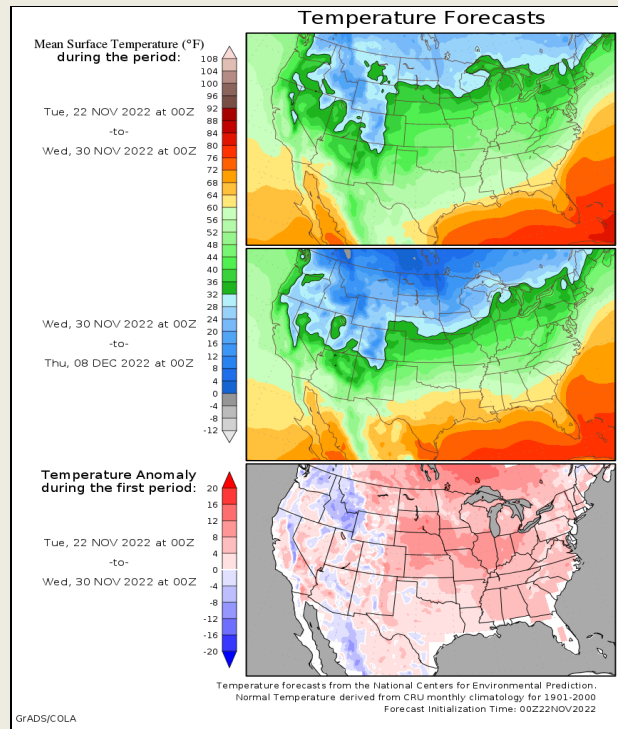 Temperature Forecasts
Mean Surface Temperature (°F)
during the period:
Tue, 22 NOV 2022 at 00Z
-to-
Wed, 30 NOV 2022 at 00Z
108
104
100
96
92
88
84
80
76
72
68
64
60
56
52
48
44
40
36
32
28
24
20
16
12
8
4
0
-4
-8
-12
Wed, 30 NOV 2022 at 00Z
-to-
Thu, 08 DEC 2022 at 00Z
Temperature Anomaly
during the first period:
Tue, 22 NOV 2022 at 00Z
-to-
Wed, 30 NOV 2022 at 00Z
20
16
12
8
4
0
-4
-8
-12
-16
-20
Temperature forecasts from the National Centers for Environmental Prediction.
Normal Temperature derived from CRU monthly climatology for 1901-2000
Forecast Initialization Time: 00Z22NOV2022
GrADS/COLA